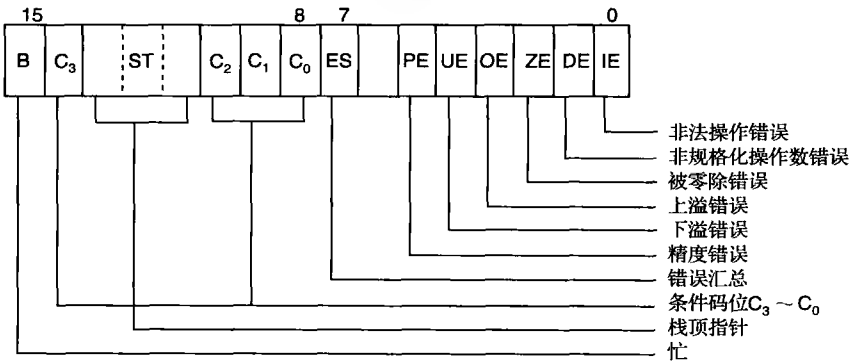 15 8 7 0
B C₃ ST C₂ C₁ C₀ ES PE UE OE ZE DE IE
非法操作错误
非规格化操作数错误
被零除错误
上溢错误
下溢错误
精度错误
错误汇总
条件码位C₃ ~ C₀
栈顶指针
忙